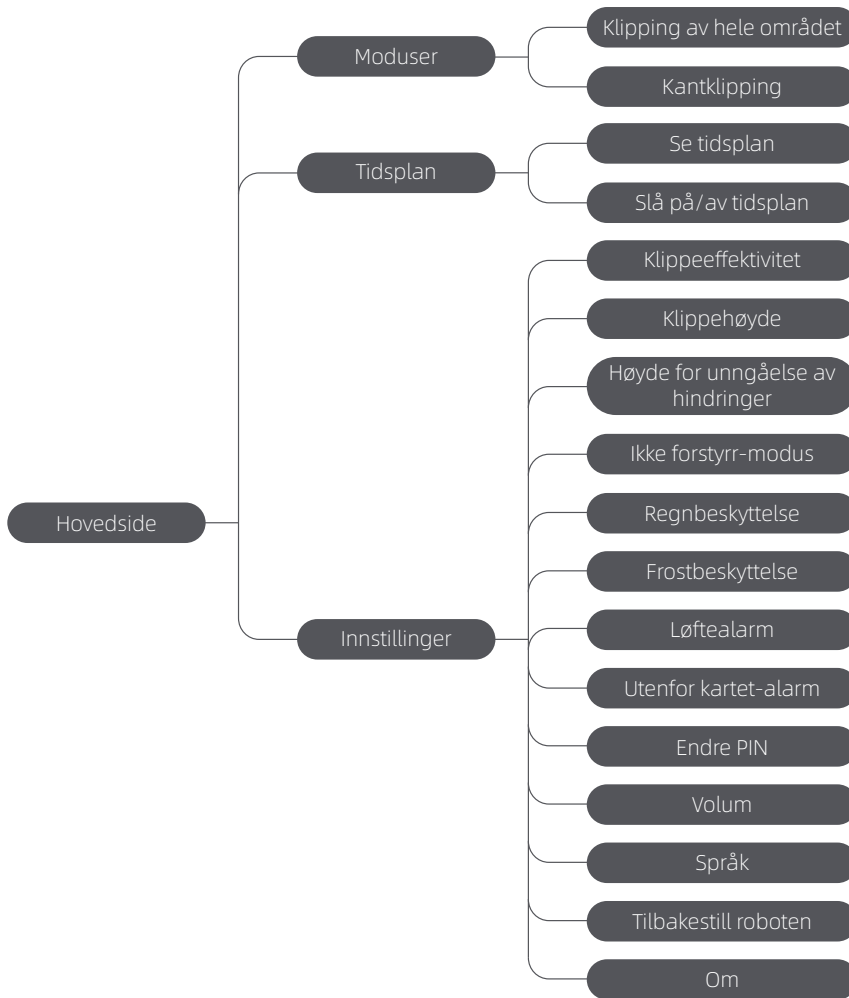 Hovedside
Moduser
Klipping av hele området
Kantklipping
Tidsplan
Se tidsplan
Slå på/av tidsplan
Innstillinger
Klippeeffektivitet
Klippehøyde
Høyde for unngåelse av
hindringer
Ikke forstyrr-modus
Regnbeskyttelse
Frostbeskyttelse
Løftealarm
Utenfor kartet-alarm
Endre PIN
Volum
Språk
Tilbakestill roboten
Om